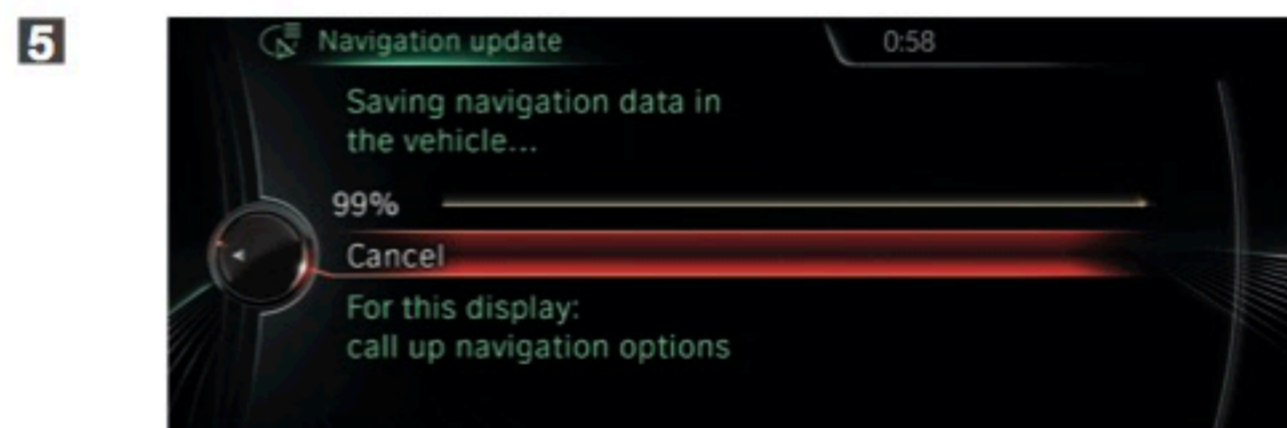 5
Navigation update
0:58
Saving navigation data in
the vehicle...
99%
Cancel
For this display:
call up navigation options